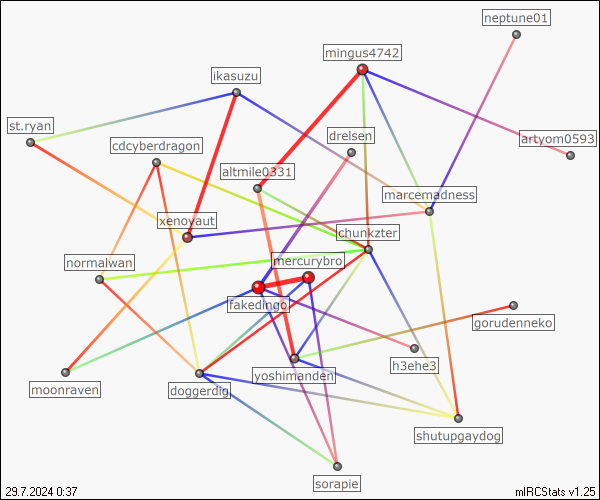 neptune01
mingus4742
ikasuzu
st.ryan
drelsen
artyom0593
cdcyberdragon
altmile0331
marcemadness
xenovaut
chunkzter
normalwan
mercurybro
fakedingo
gorudenneko
h3ehe3
yoshimanden
moonraven
doggerdig
shutupgaydog
sorapie
29.7.2024 0:37
mIRCStats v1.25